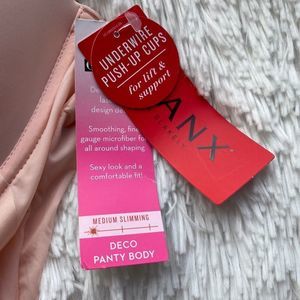 UNDERWIRE
PUSH-UP CUPS
for lift &
support
ANX
Smoothing, fine
gauge microfiber for
all around shaping
Sexy look and a
comfortable fit!
MEDIUM SLIMMING
DECO
PANTY BODY